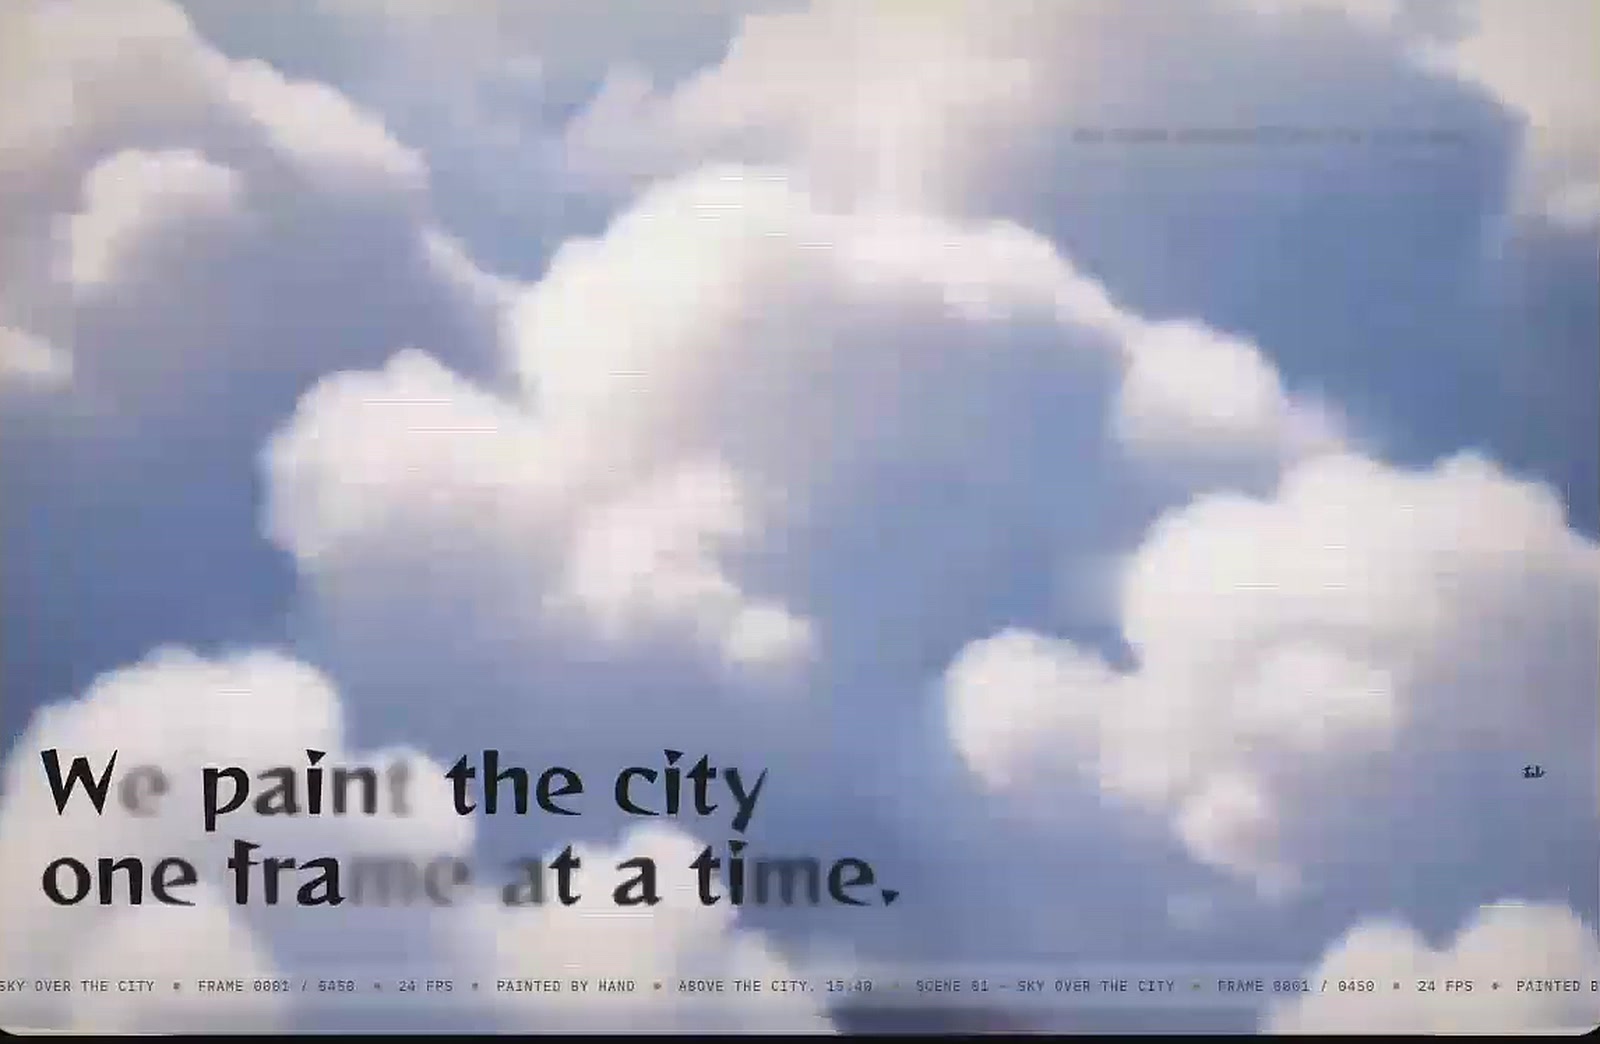 We paint the city
one frame at a time.
SKY OVER THE CITY FRAME 0001 / 0450 24 FPS PAINTED BY HAND ABOVE THE CITY. 15:40 SCENE 01 — SKY OVER THE CITY FRAME 0001 / 0450 24 FPS PAINTED